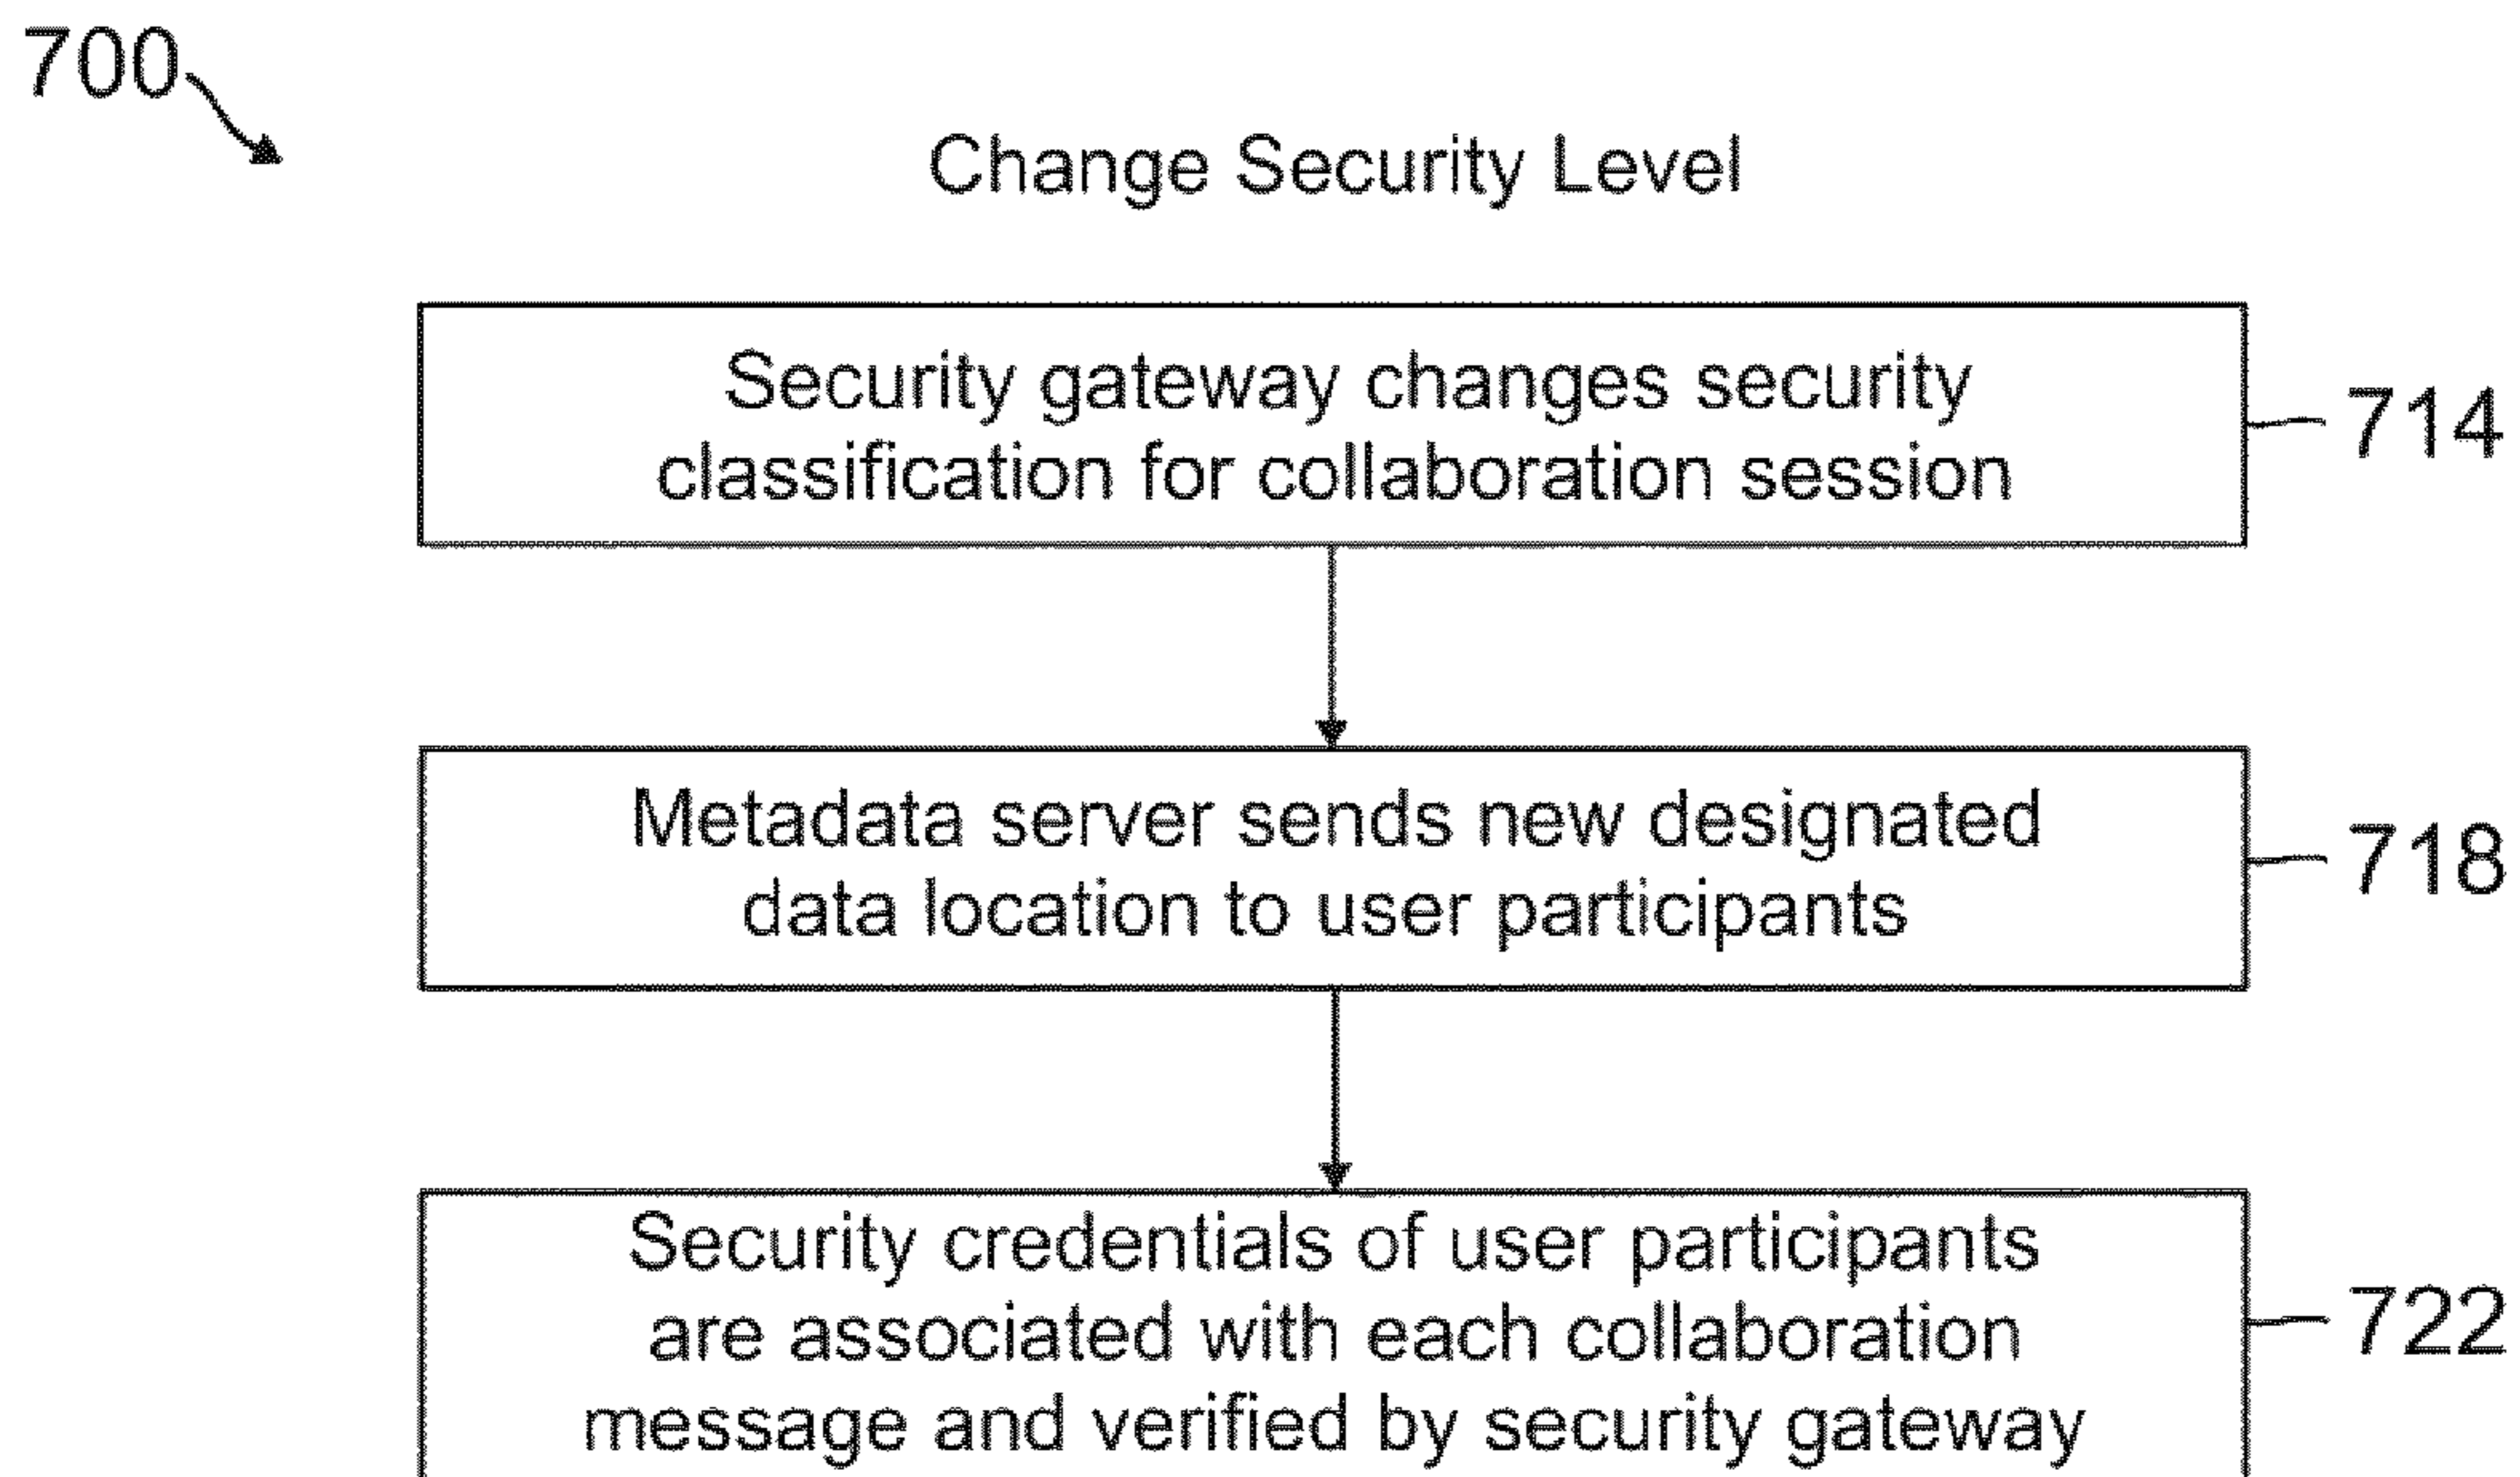 700
Change Security Level
Security gateway changes security
classification for collaboration session
714
Metadata server sends new designated
data location to user participants
718
Security credentials of user participants
are associated with each collaboration
message and verified by security gateway
722